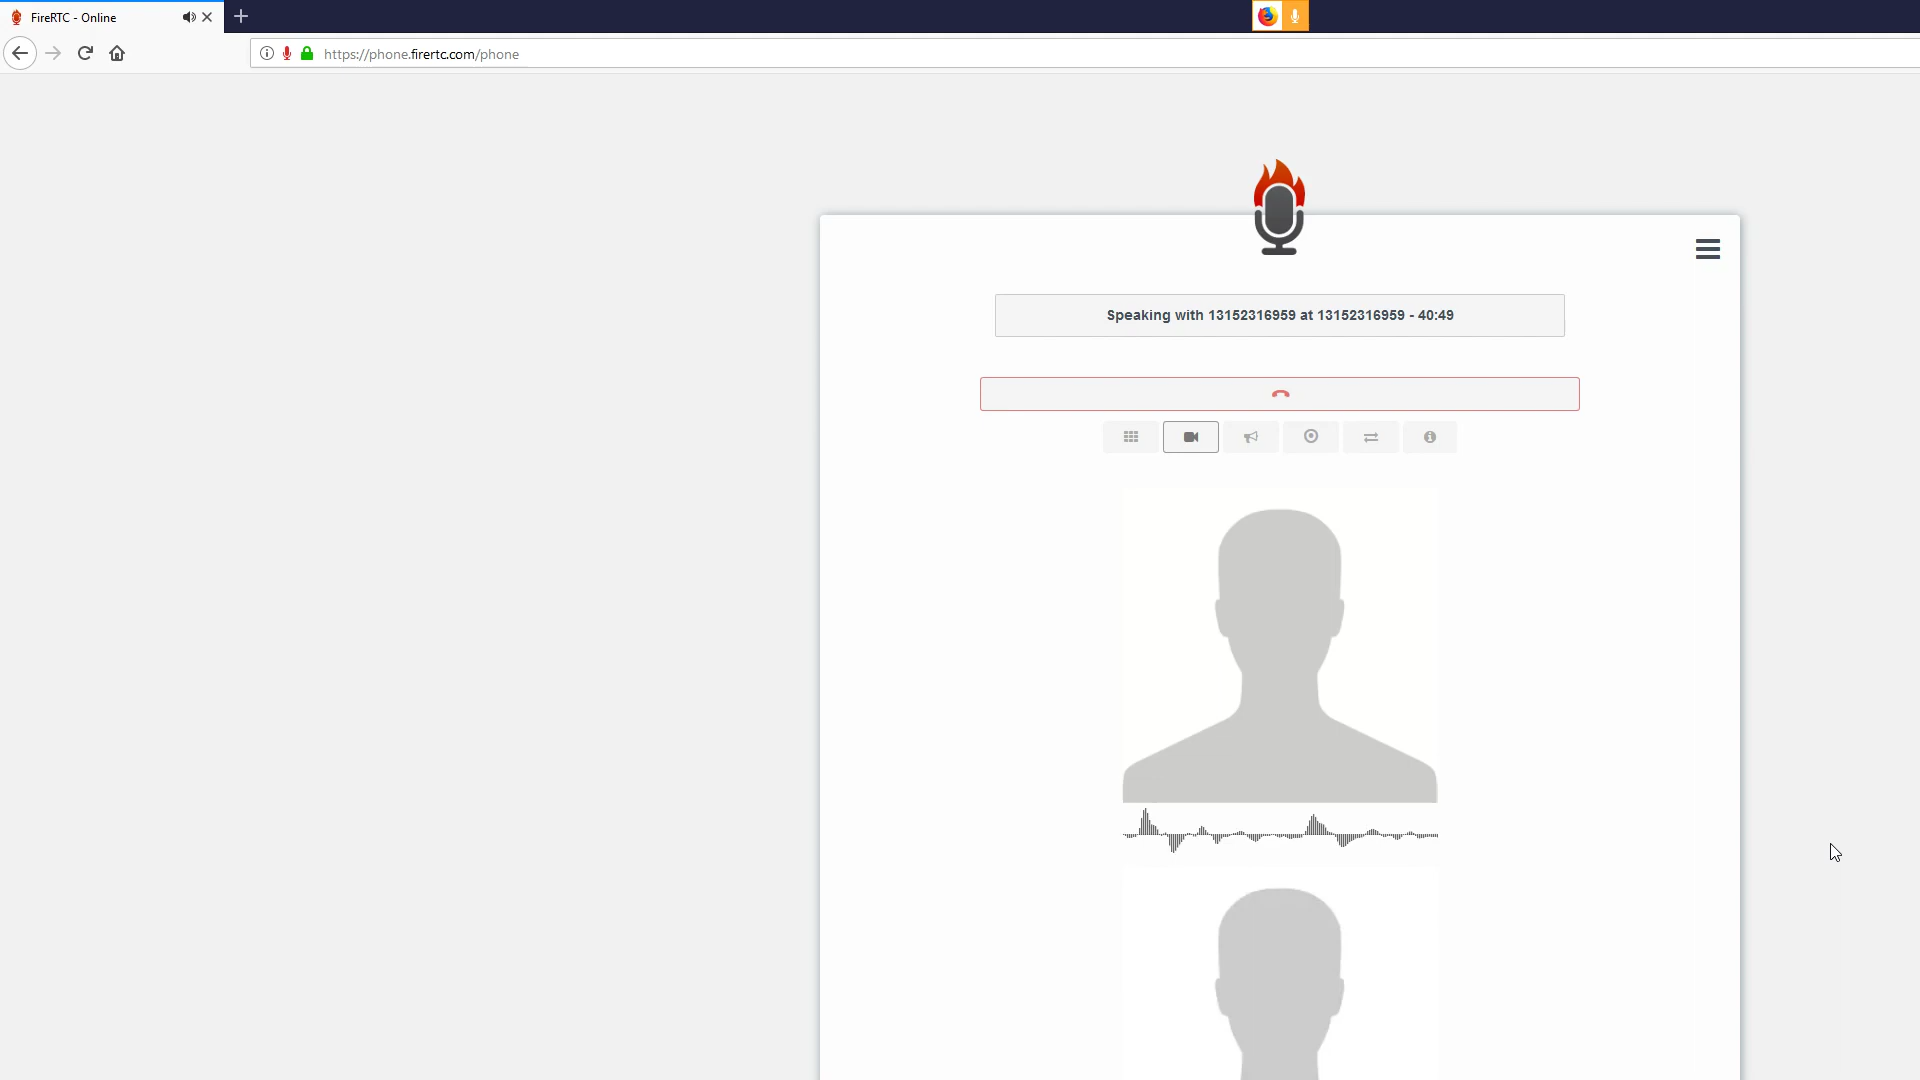 FireRTC - Online
https://phone.firertc.com/phone
Speaking with 13152316959 at 13152316959 - 40:49